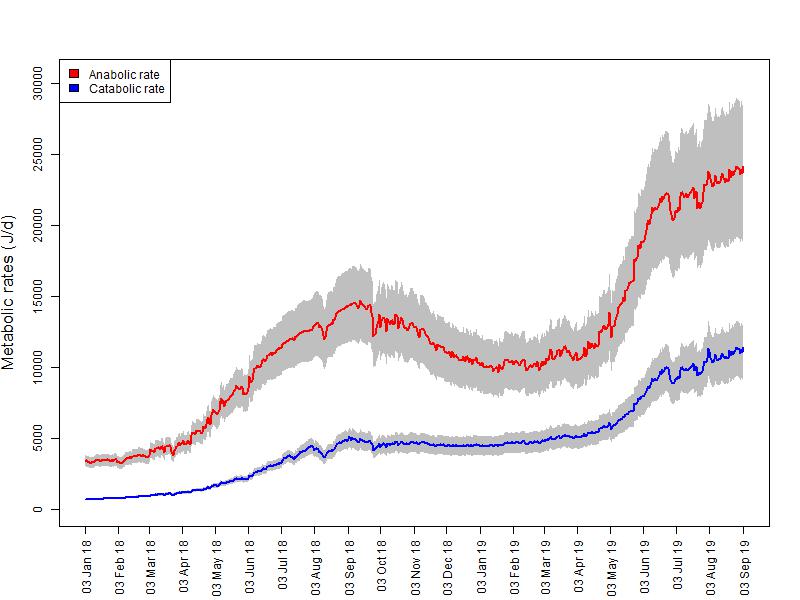 Anabolic rate
Catabolic rate
Metabolic rates (J/d)
30000
25000
20000
15000
10000
5000
0
03 Jan 18
03 Feb 18
03 Mar 18
03 Apr 18
03 May 18
03 Jun 18
03 Jul 18
03 Aug 18
03 Sep 18
03 Oct 18
03 Nov 18
03 Dec 18
03 Jan 19
03 Feb 19
03 Mar 19
03 Apr 19
03 May 19
03 Jun 19
03 Jul 19
03 Aug 19
03 Sep 19